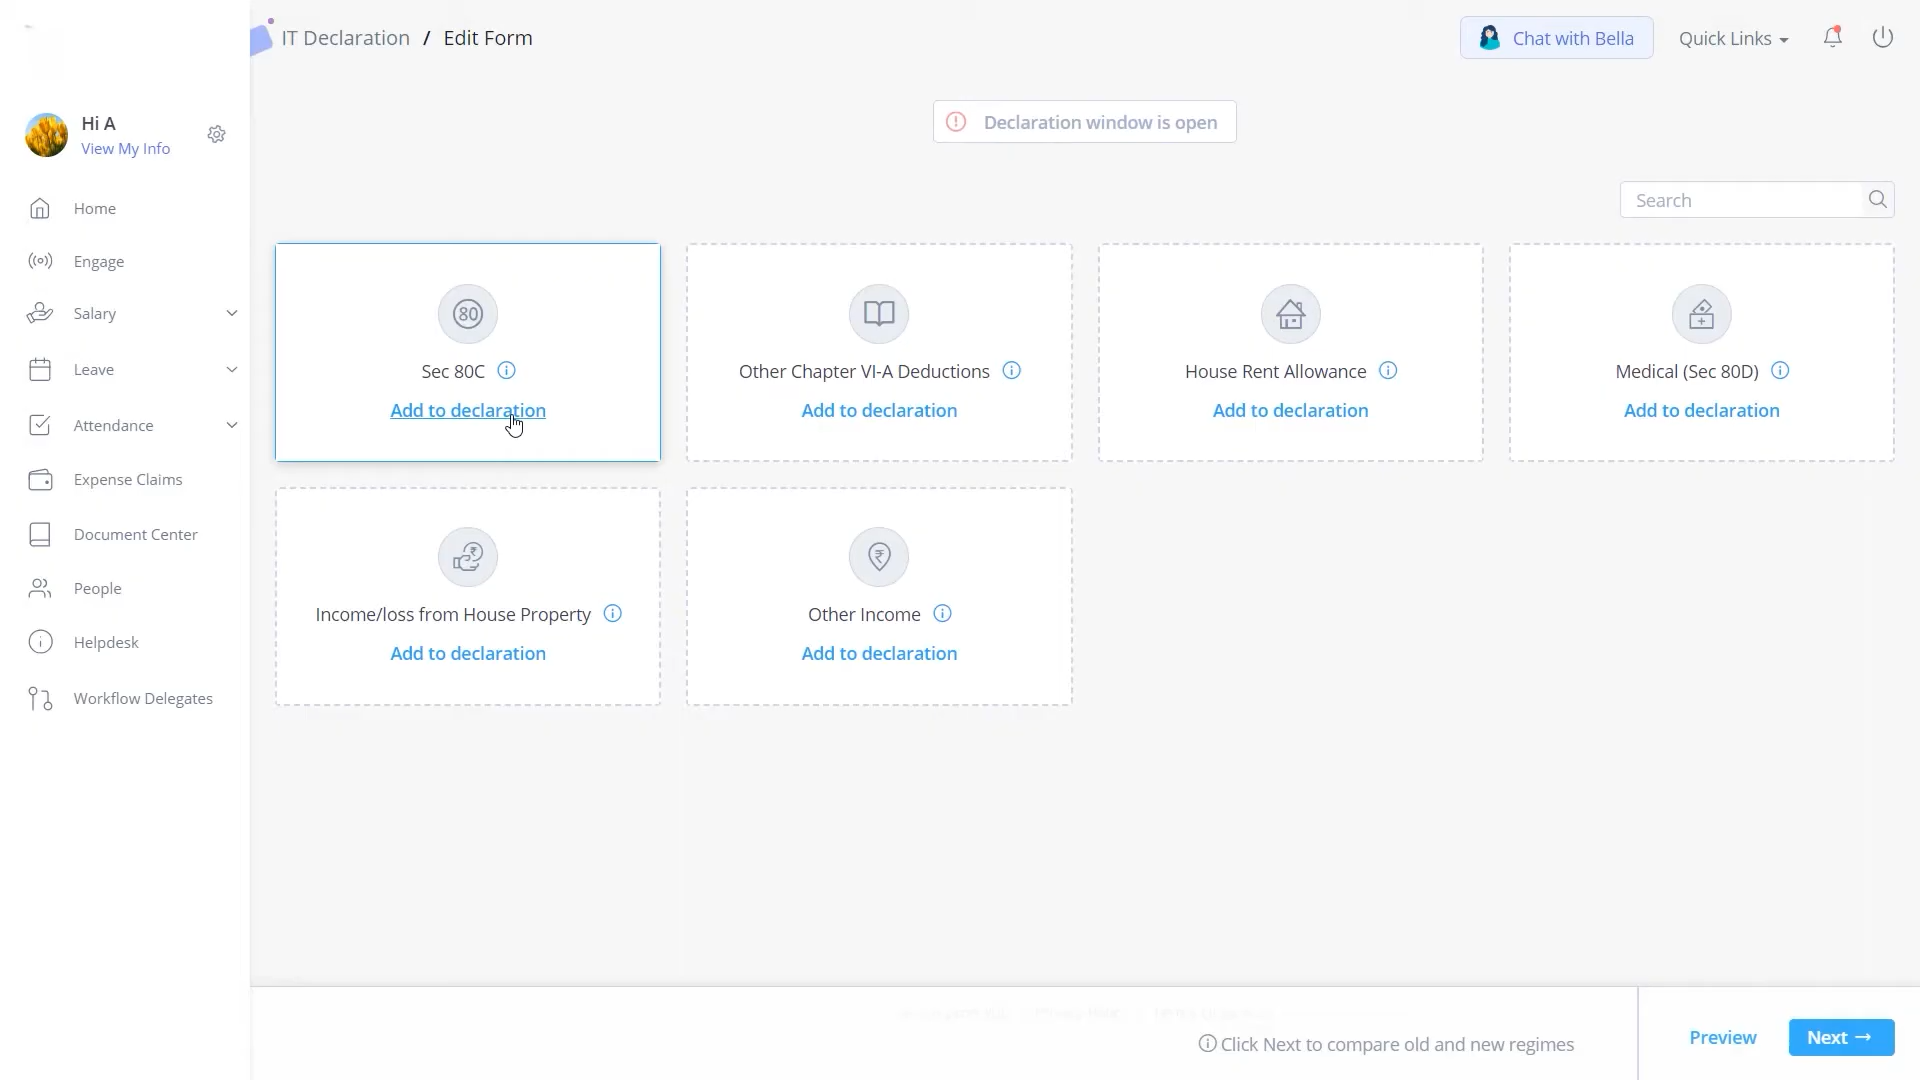 IT Declaration / Edit Form
Chat with Bella
Quick Links
Declaration window is open
Hi A
View My Info
Search
Home
Engage
Salary
Leave
Attendance
Expense Claims
Document Center
People
Helpdesk
Workflow Delegates
80
Sec 80C
Add to declaration
Other Chapter VI-A Deductions
Add to declaration
House Rent Allowance
Add to declaration
Medical (Sec 80D)
Add to declaration
₹
Income/loss from House Property
Add to declaration
₹
Other Income
Add to declaration
Click Next to compare old and new regimes
Preview
Next →